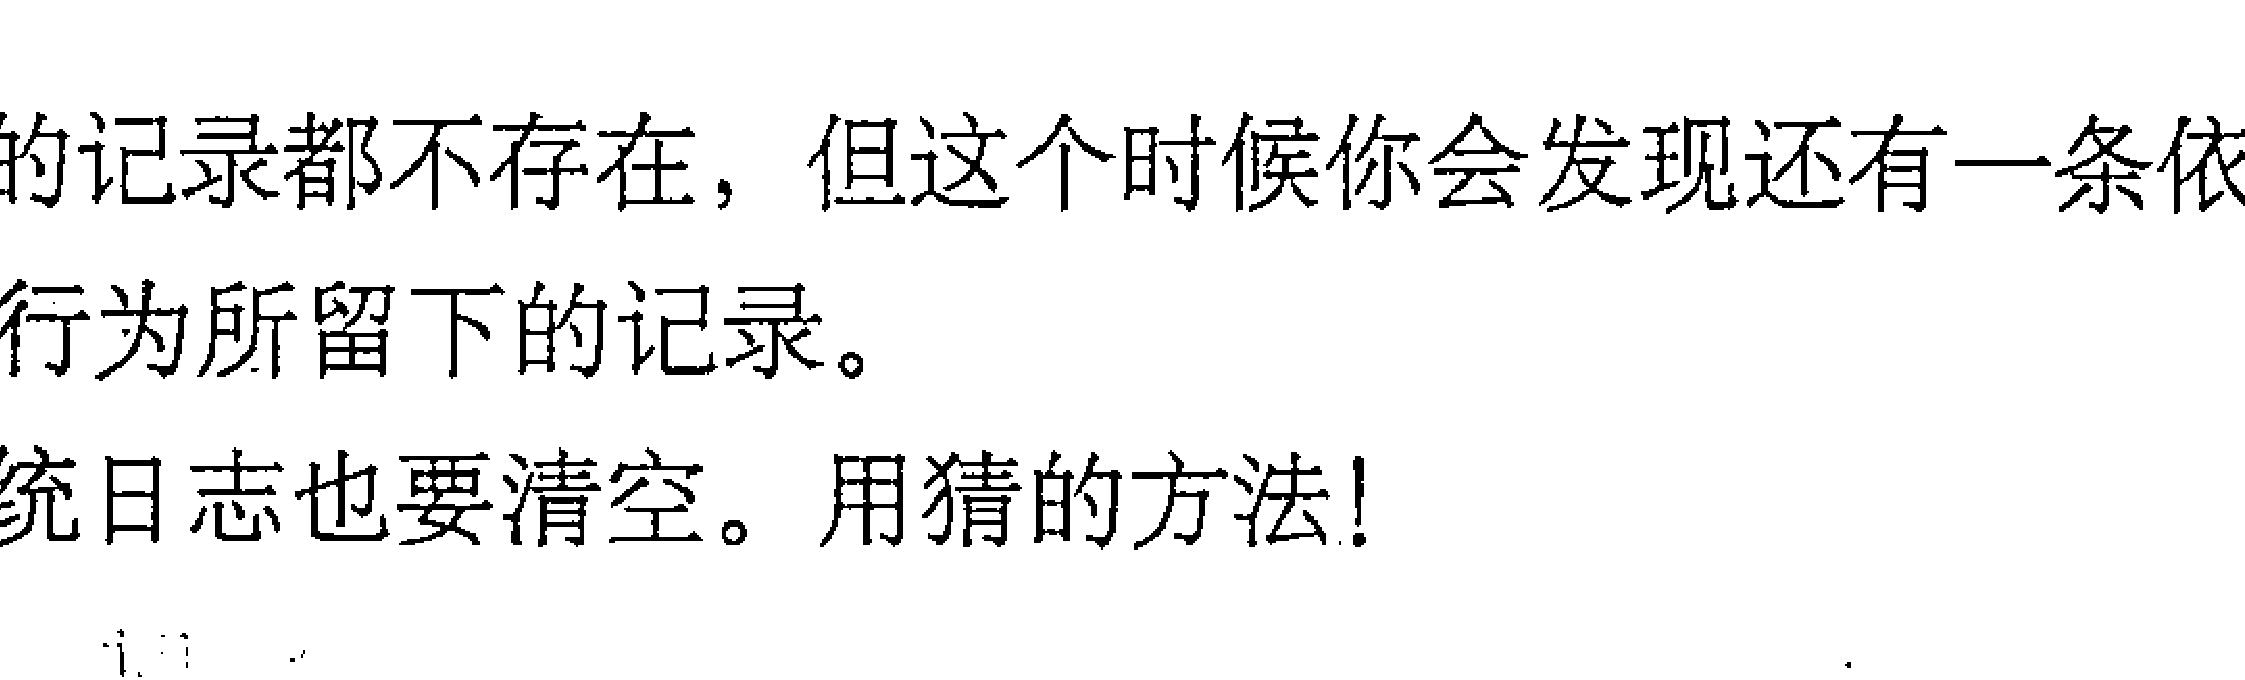 的记录都不存在，但这个时候你会发现还有一条依
行为所留下的记录。
统日志也要清空。用猜的方法！